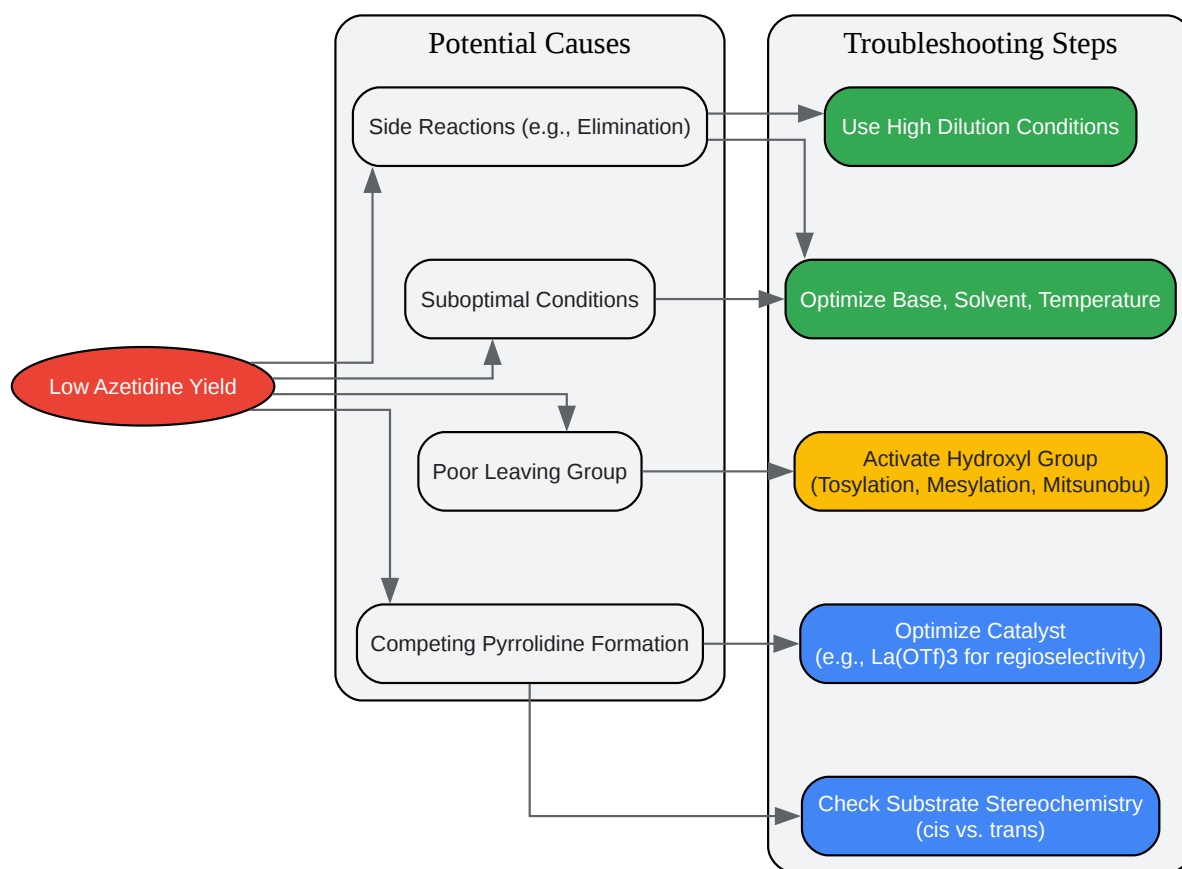 Potential Causes
Troubleshooting Steps
Side Reactions (e.g., Elimination)
Use High Dilution Conditions
Suboptimal Conditions
Optimize Base, Solvent, Temperature
Low Azetidine Yield
Poor Leaving Group
Activate Hydroxyl Group
(Tosylation, Mesylation, Mitsunobu)
Competing Pyrrolidine Formation
Optimize Catalyst
(e.g., La(OTf)3 for regioselectivity)
Check Substrate Stereochemistry
(cis vs. trans)